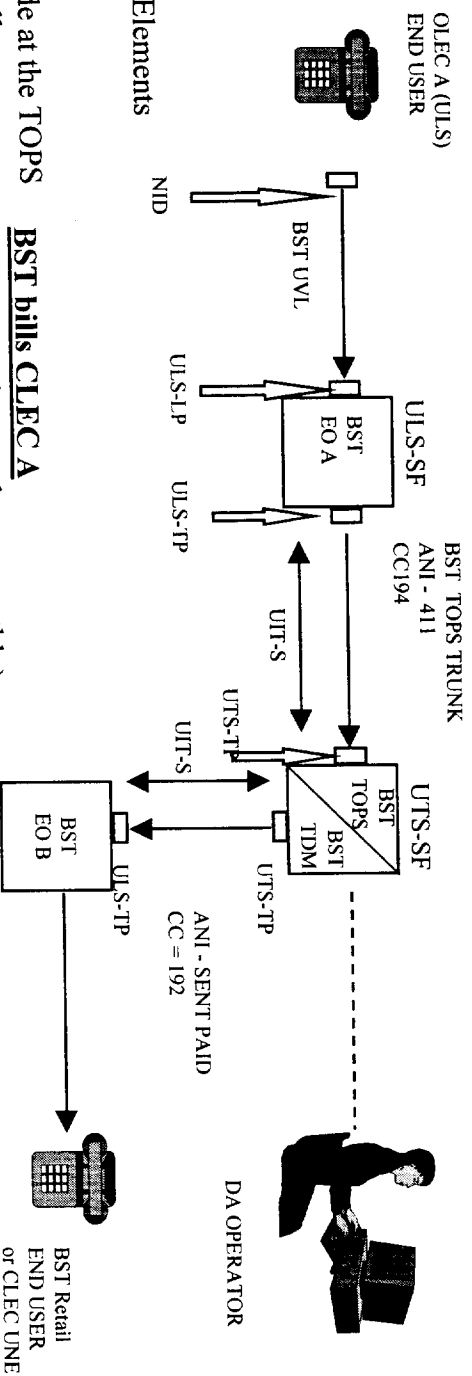 OLEC A (ULS)
END USER
NID
BST UVL
ULS-LP
ULS-SF
BST
EO A
ULS-TP
BST TOPS TRUNK
ANI - 411
CC194
UIT-S
UTS-SF
UTS-TP
BST
TOPS
BST
TDM
UTS-TP
DA OPERATOR
UIT-S
ANI - SENT PAID
CC = 192
ULS-TP
BST
EO B
BST Retail
END USER
or CLEC UNE
Elements
de at the TOPS
BST bills CLEC A